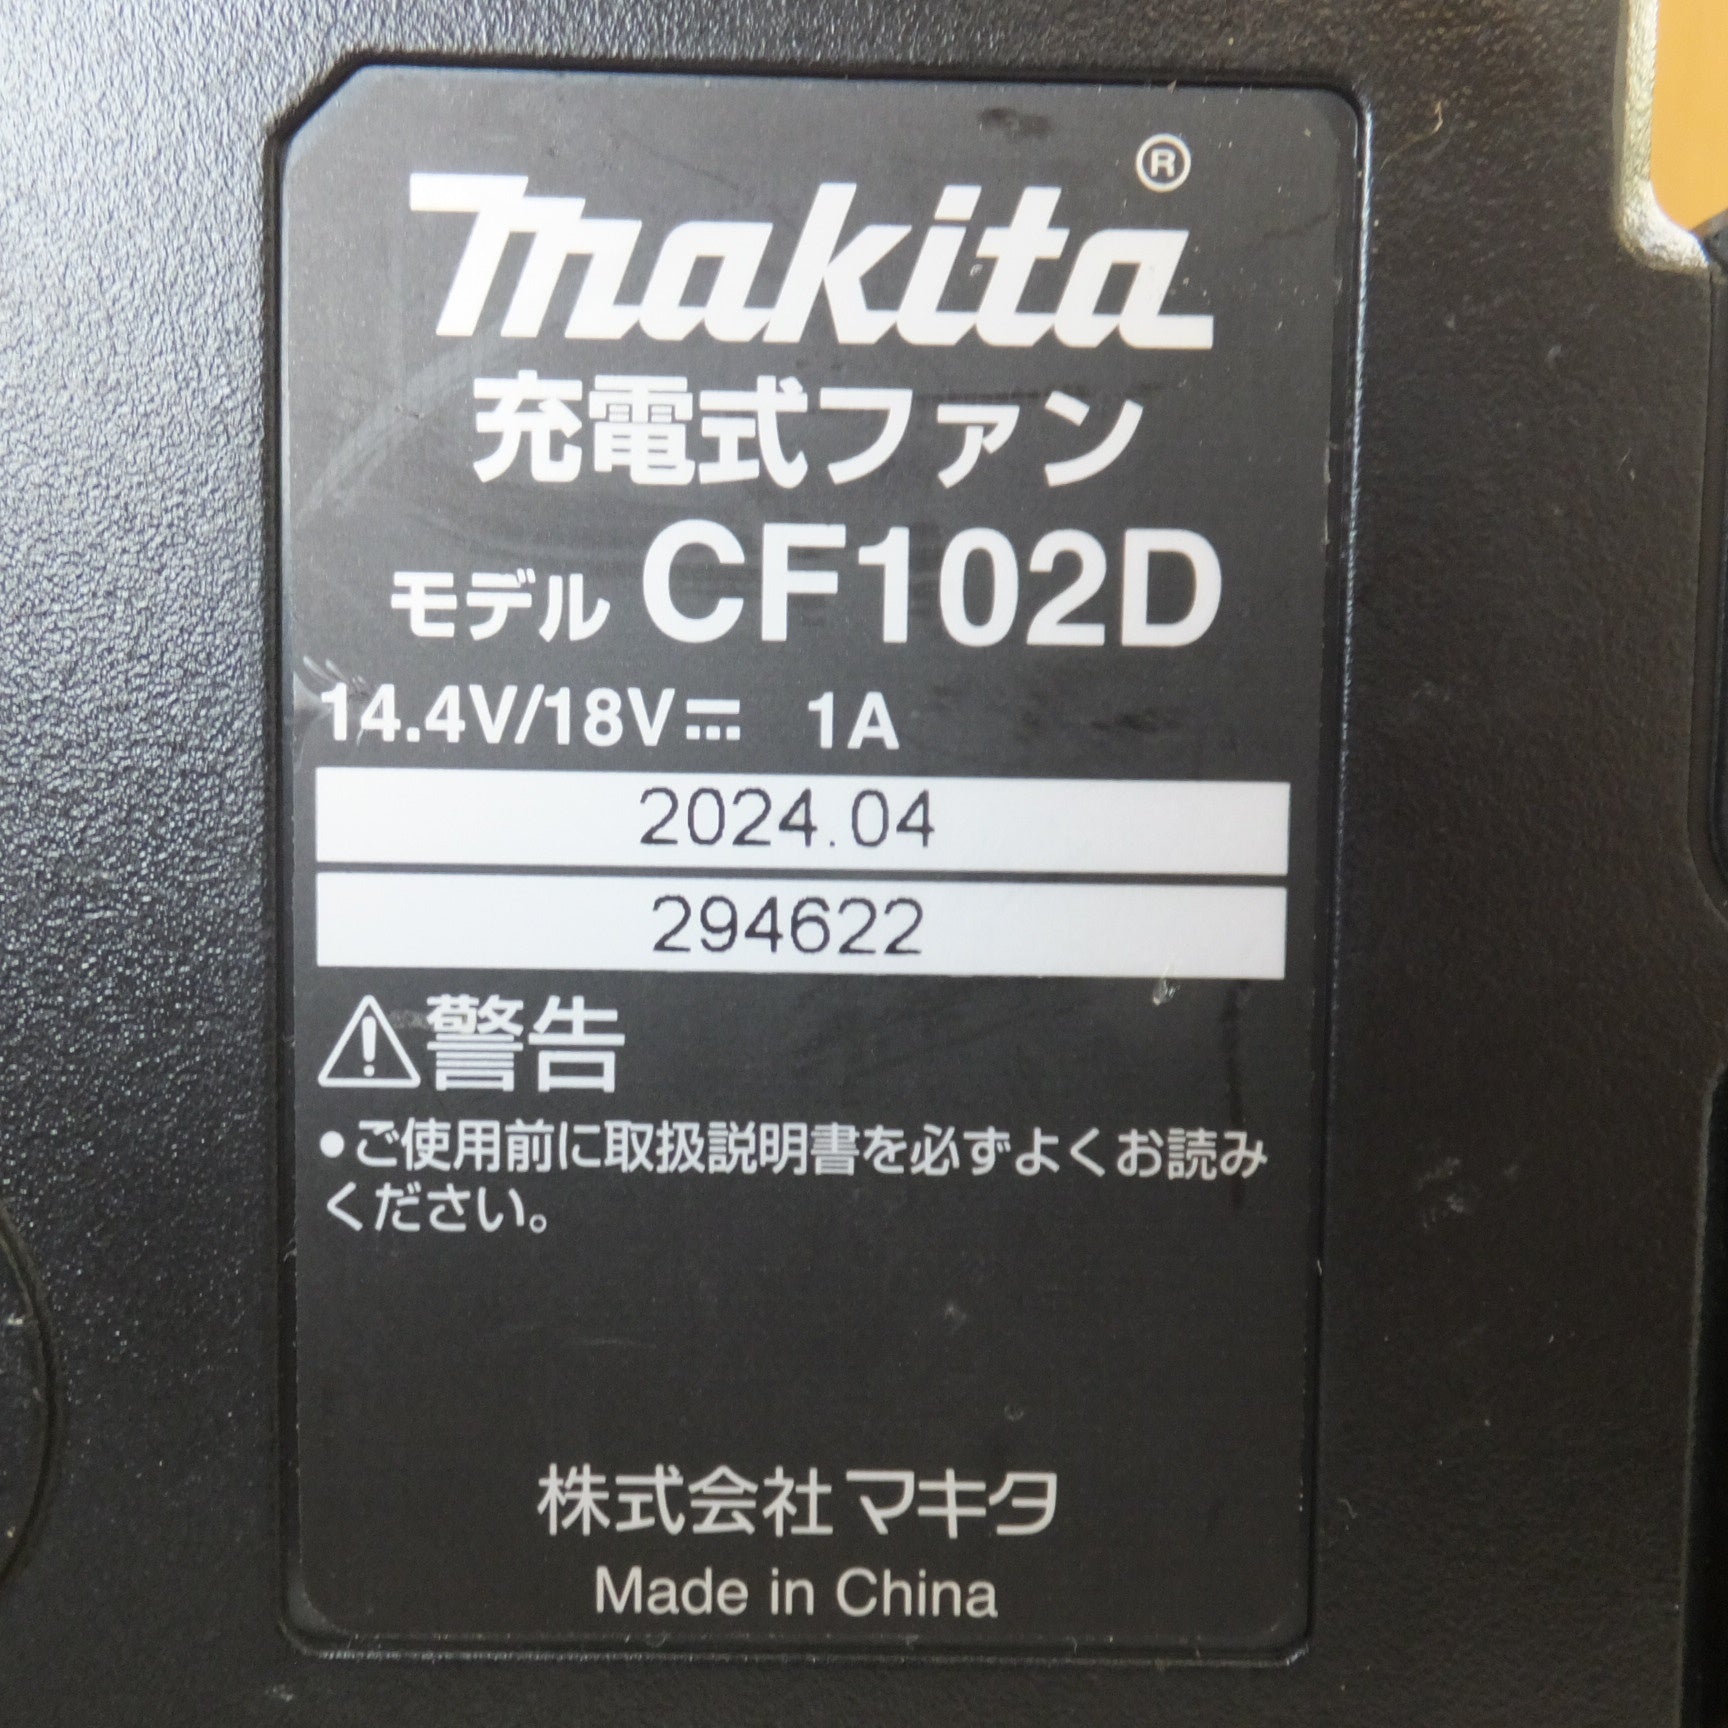 makita®
充電式ファン
モデル CF102D
14.4V/18V⎓ 1A
2024.04
294622
⚠警告
●ご使用前に取扱説明書を必ずよくお読み
ください。
株式会社マキタ
Made in China